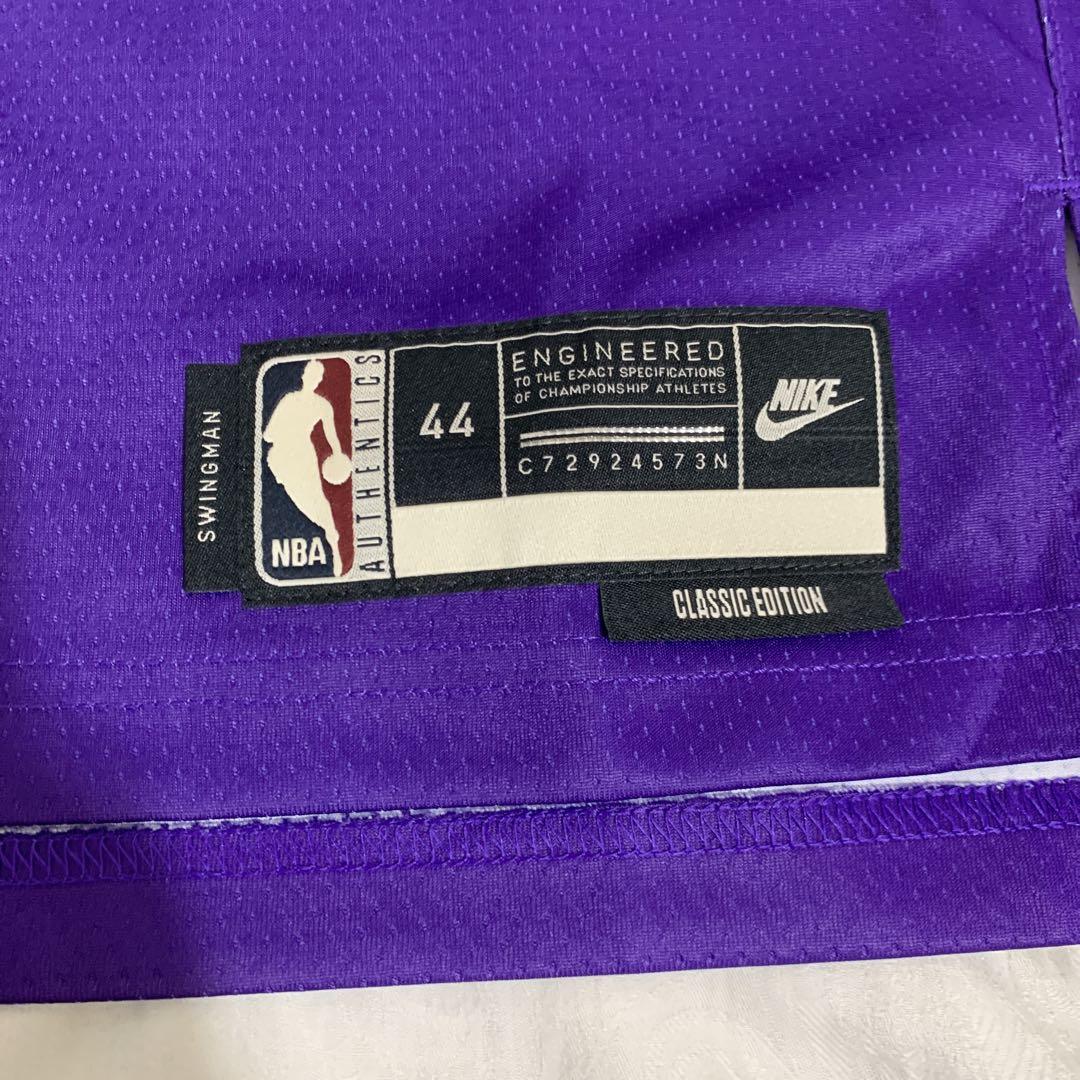 SWINGMAN
NBA
AUTHENTICS
44
ENGINEERED
TO THE EXACT SPECIFICATIONS
OF CHAMPIONSHIP ATHLETES
C72924573N
NIKE
CLASSIC EDITION